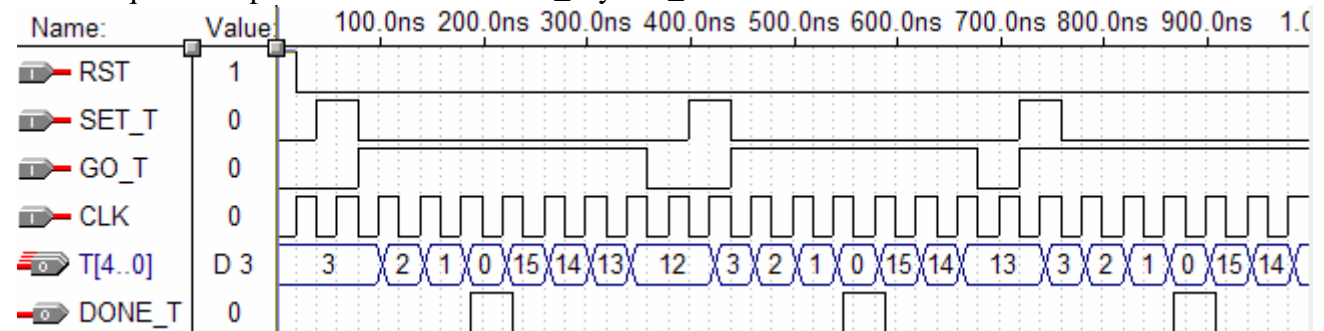 Name: Value: 100.0ns 200.0ns 300.0ns 400.0ns 500.0ns 600.0ns 700.0ns 800.0ns 900.0ns 1.0
RST 1
SET_T 0
GO_T 0
CLK 0
T[4..0] D 3 3 2 1 0 15 14 13 12 3 2 1 0 15 14 13 3 2 1 0 15 14
DONE_T 0